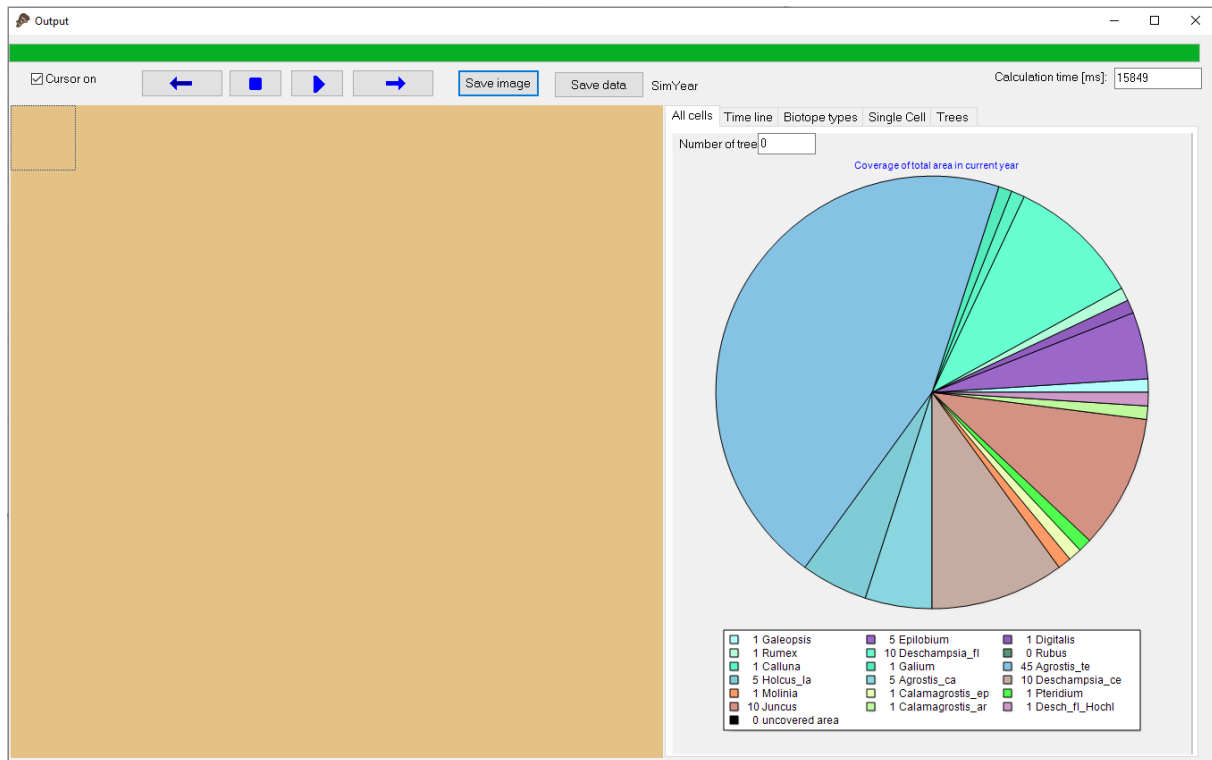 Output
Cursor on
Save image
Save data
SimYear
Calculation time [ms]: 15849
All cells Time line Biotope types Single Cell Trees
Number of tree 0
Coverage of total area in current year
1 Galeopsis 5 Epilobium 1 Digitalis
1 Rumex 10 Deschampsia_fl 0 Rubus
1 Calluna 1 Galium 45 Agrostis_te
5 Holcus_la 5 Agrostis_ca 10 Deschampsia_ce
1 Molinia 1 Calamagrostis_ep 1 Pteridium
10 Juncus 1 Calamagrostis_ar 1 Desch_fl_Hochl
0 uncovered area